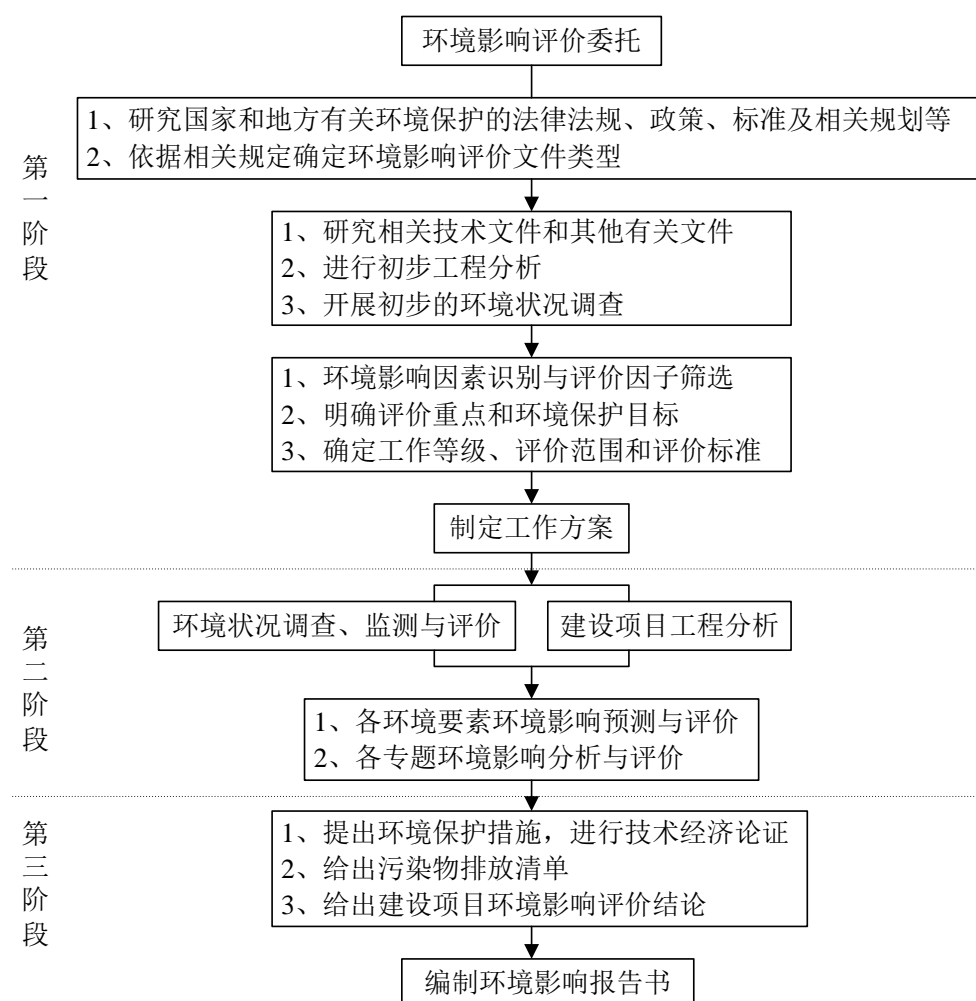 环境影响评价委托
第一阶段
1、研究国家和地方有关环境保护的法律法规、政策、标准及相关规划等
2、依据相关规定确定环境影响评价文件类型
1、研究相关技术文件和其他有关文件
2、进行初步工程分析
3、开展初步的环境状况调查
1、环境影响因素识别与评价因子筛选
2、明确评价重点和环境保护目标
3、确定工作等级、评价范围和评价标准
制定工作方案
第二阶段
环境状况调查、监测与评价
建设项目工程分析
1、各环境要素环境影响预测与评价
2、各专题环境影响分析与评价
第三阶段
1、提出环境保护措施，进行技术经济论证
2、给出污染物排放清单
3、给出建设项目环境影响评价结论
编制环境影响报告书